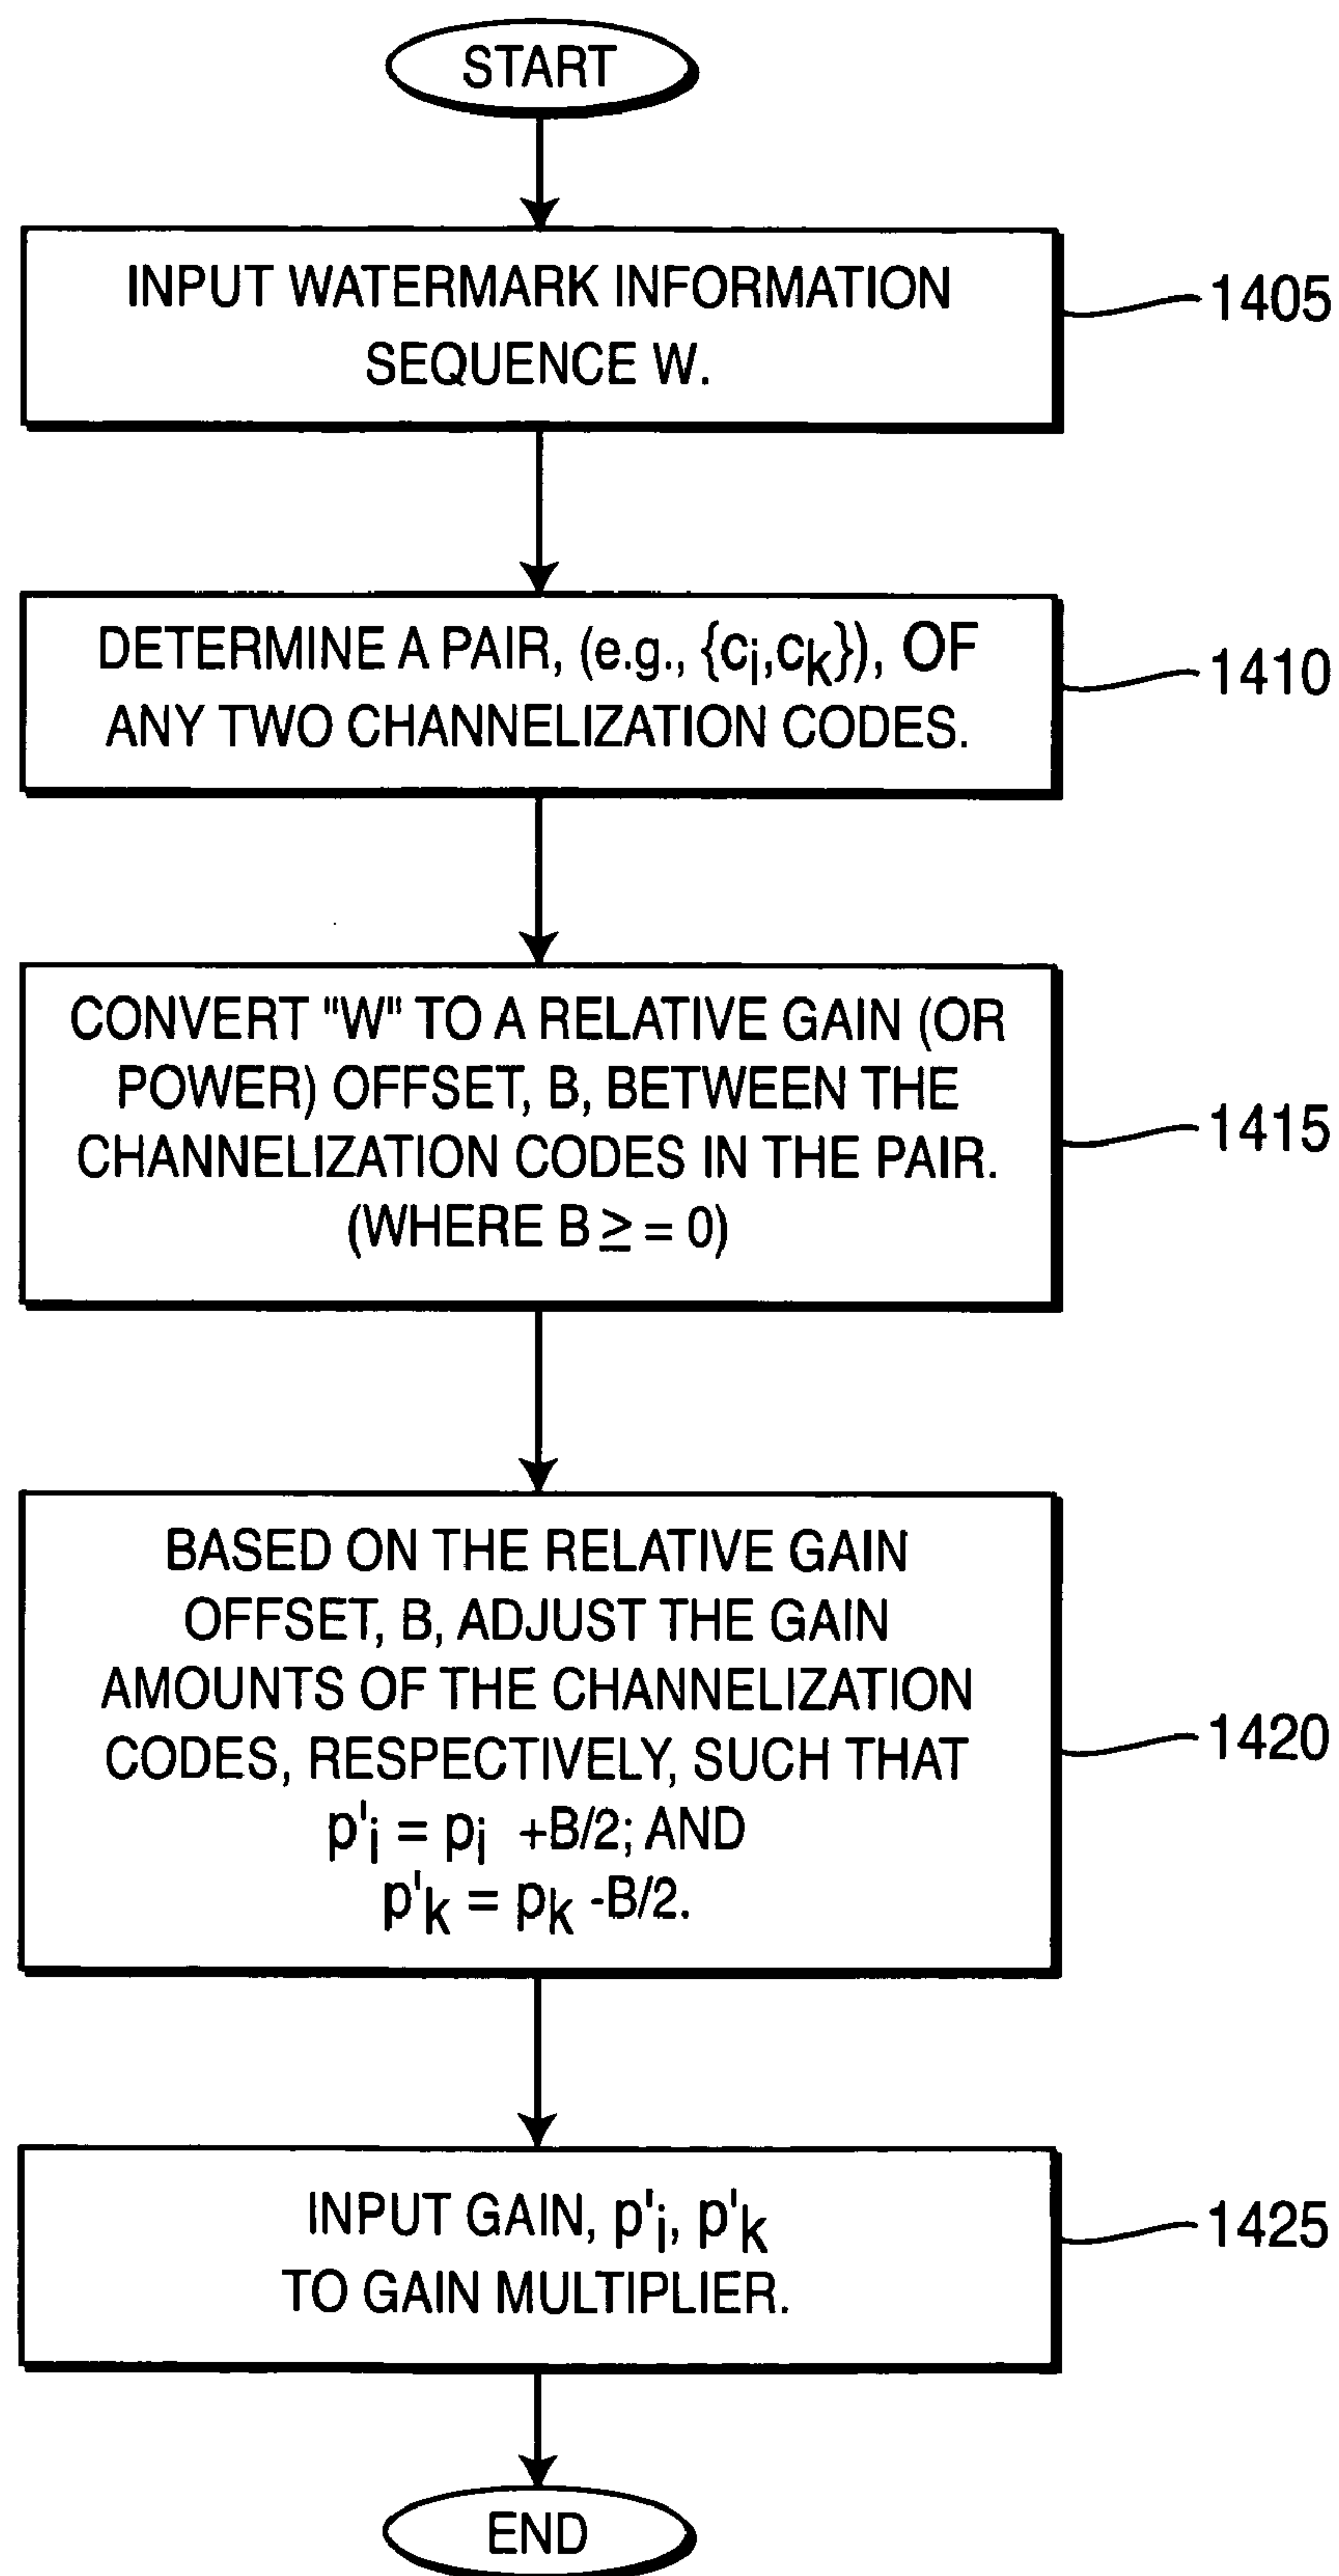 START
INPUT WATERMARK INFORMATION
SEQUENCE W.
1405
DETERMINE A PAIR, (e.g., {ci,ck}), OF
ANY TWO CHANNELIZATION CODES.
1410
CONVERT "W" TO A RELATIVE GAIN (OR
POWER) OFFSET, B, BETWEEN THE
CHANNELIZATION CODES IN THE PAIR.
(WHERE B ≥ = 0)
1415
BASED ON THE RELATIVE GAIN
OFFSET, B, ADJUST THE GAIN
AMOUNTS OF THE CHANNELIZATION
CODES, RESPECTIVELY, SUCH THAT
p'i = pi +B/2; AND
p'k = pk -B/2.
1420
INPUT GAIN, p'i, p'k
TO GAIN MULTIPLIER.
1425
END